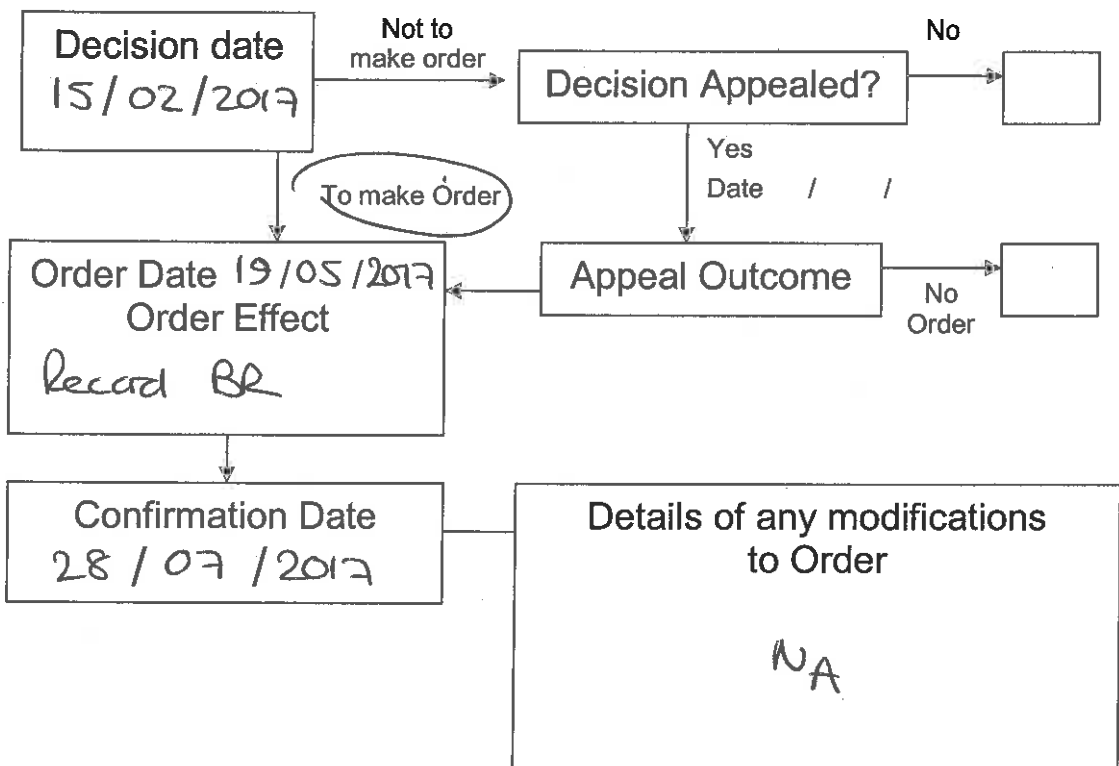 Decision date
15/02/2017
Not to
make order
Decision Appealed?
No
To make Order
Yes
Date / /
Order Date 19/05/2017
Order Effect
Record BR
Appeal Outcome
No
Order
Confirmation Date
28/07/2017
Details of any modifications
to Order
NA